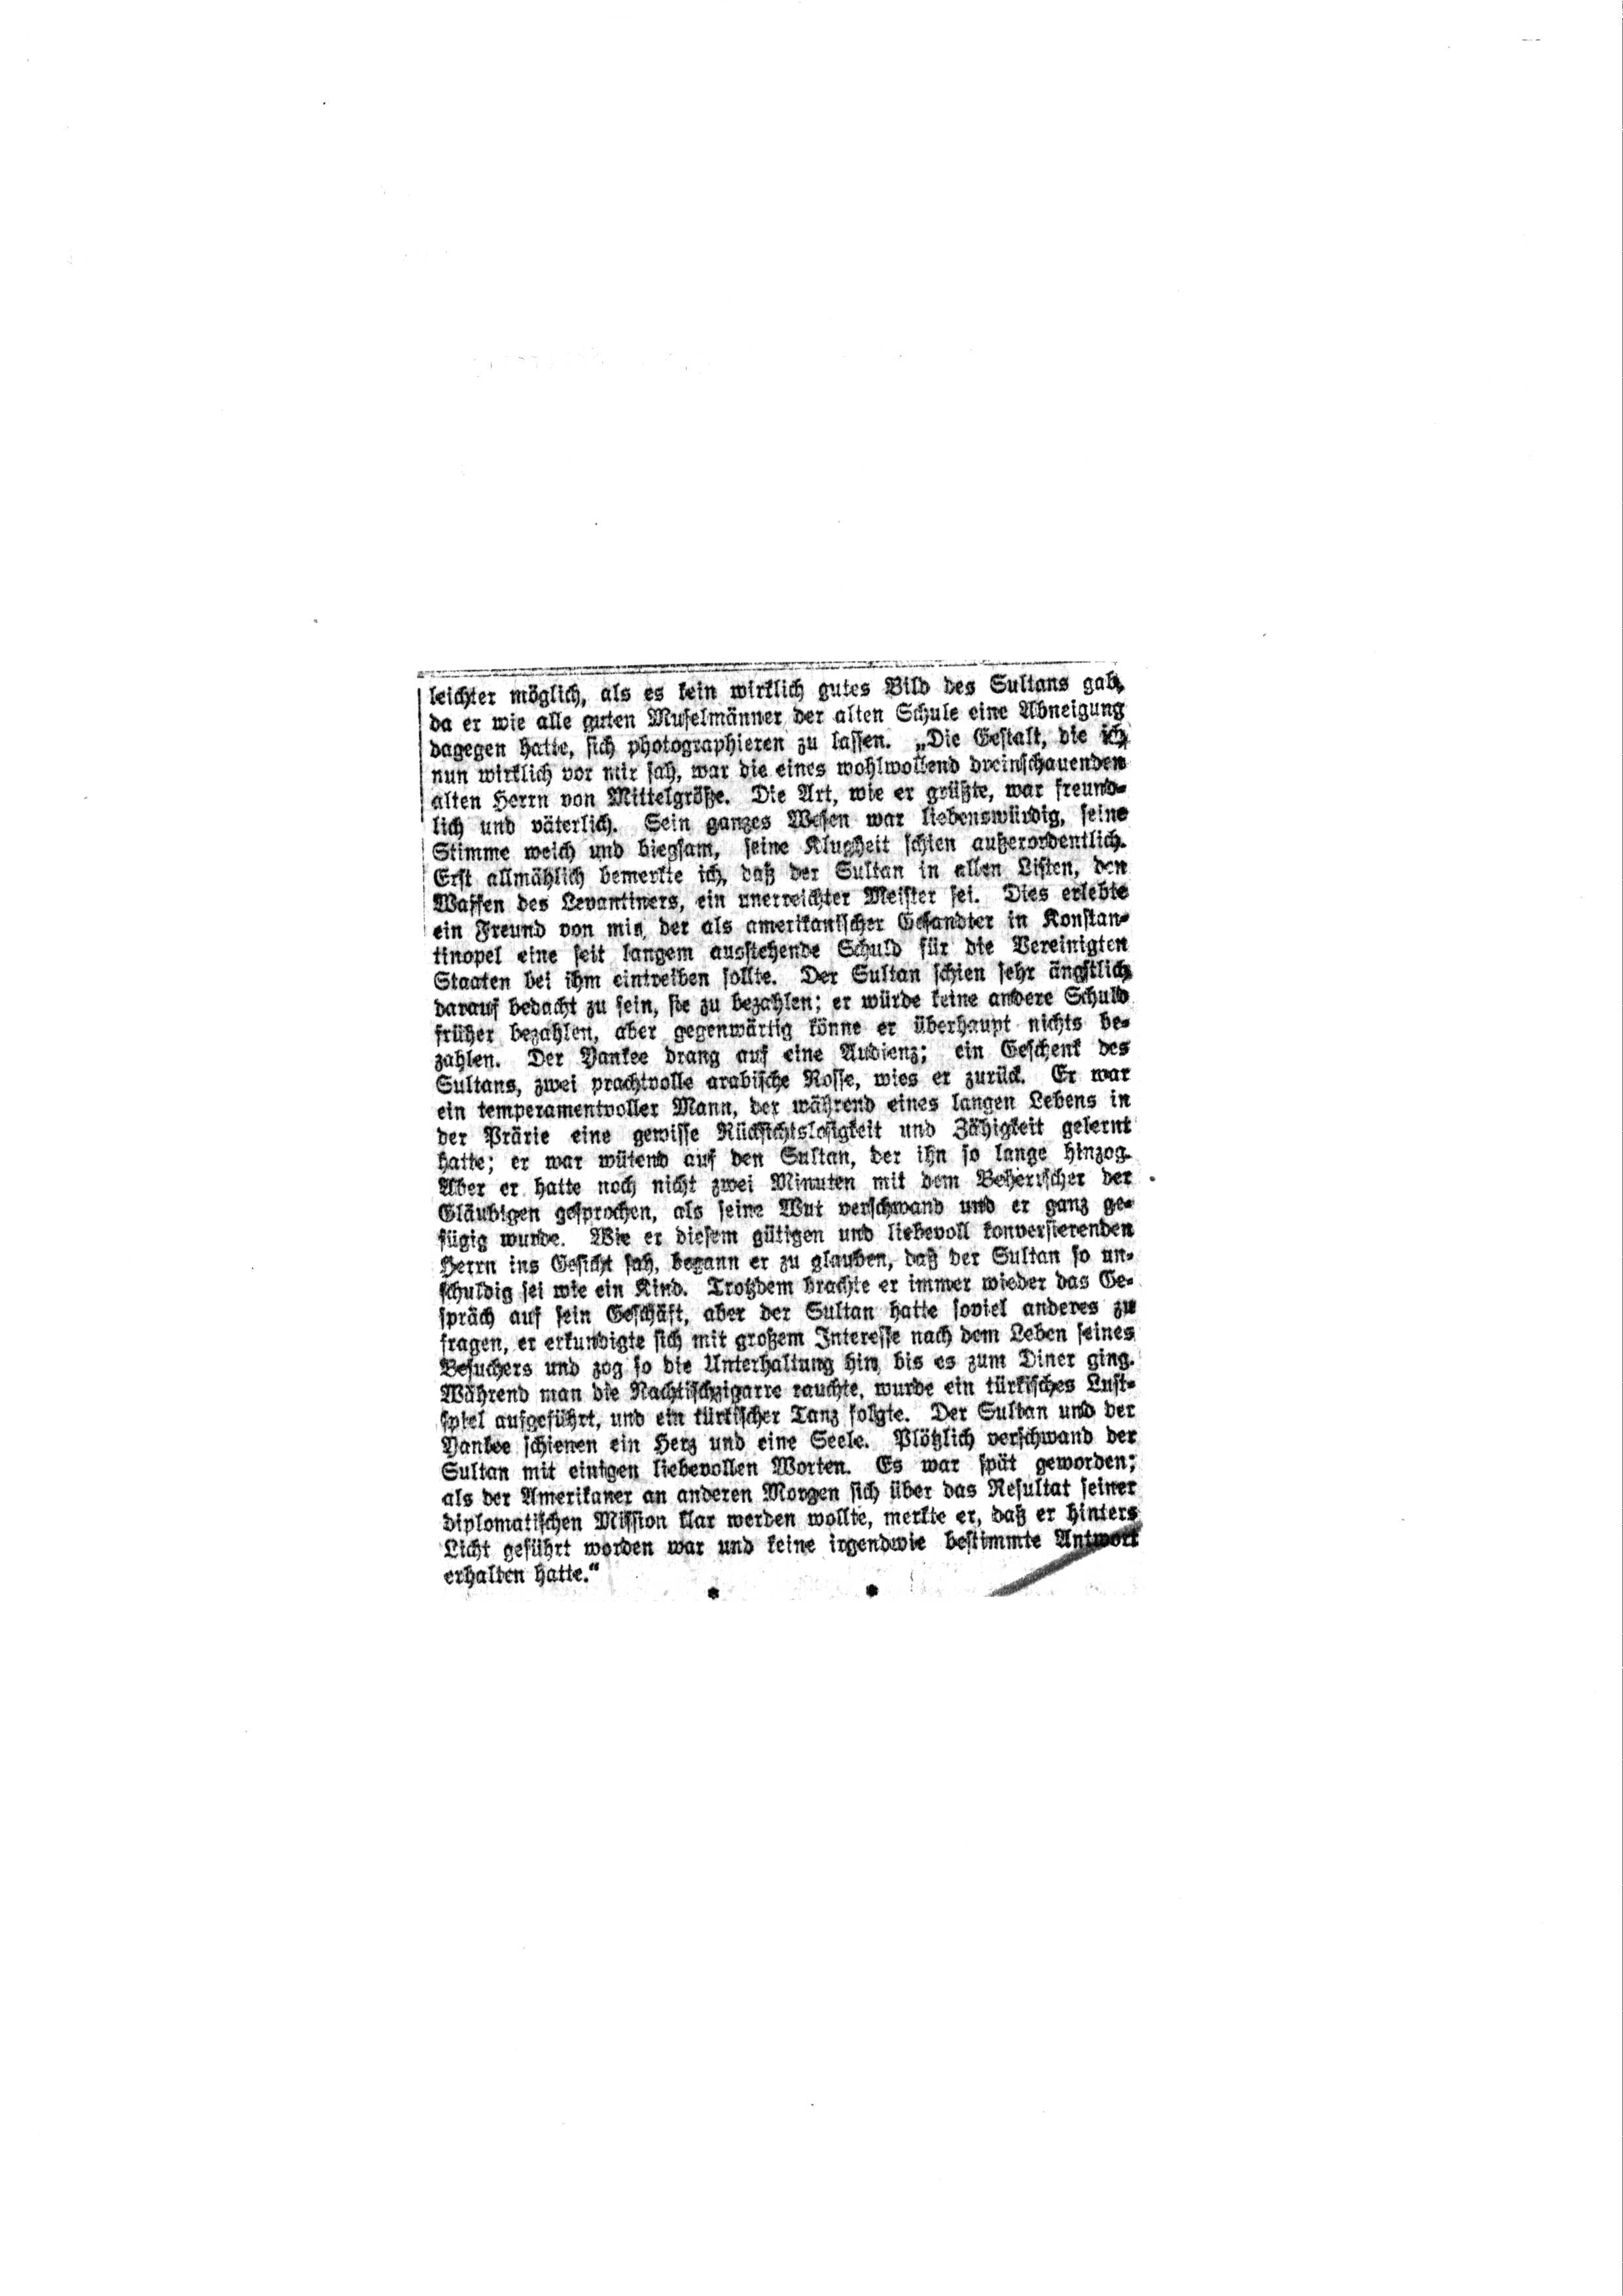 leichter möglich, als es kein wirklich gutes Bild des Sultans gab,
da er wie alle guten Muselmänner der alten Schule eine Abneigung
dagegen hatte, sich photographieren zu lassen. „Die Gestalt, die ich
nun wirklich vor mir sah, war die eines wohlwollend dreinschauenden
alten Herrn von Mittelgröße. Die Art, wie er grüßte, war freund-
lich und väterlich. Sein ganzes Wesen war liebenswürdig, seine
Stimme weich und biegsam, seine Klugheit schien außerordentlich.
Erst allmählich bemerkte ich, daß der Sultan in allen Listen, den
Waffen des Levantiners, ein unerreichter Meister sei. Dies erlebte
ein Freund von mir, der als amerikanischer Gesandter in Konstan-
tinopel eine seit langem ausstehende Schuld für die Vereinigten
Staaten bei ihm eintreiben sollte. Der Sultan schien sehr ängstlich
darauf bedacht zu sein, sie zu bezahlen; er würde keine andere Schuld
früher bezahlen, aber gegenwärtig könne er überhaupt nichts be-
zahlen. Der Yankee drang auf eine Audienz; ein Geschenk des
Sultans, zwei prachtvolle arabische Rosse, wies er zurück. Er war
ein temperamentvoller Mann, der während eines langen Lebens in
der Prärie eine gewisse Rücksichtslosigkeit und Zähigkeit gelernt
hatte; er war wütend auf den Sultan, der ihn so lange hinzog.
Aber er hatte noch nicht zwei Minuten mit dem Beherrscher der
Gläubigen gesprochen, als seine Wut verschwand und er ganz ge-
fügig wurde. Wie er diesem gütigen und liebevoll konversierenden
Herrn ins Gesicht sah, begann er zu glauben, daß der Sultan so un-
schuldig sei wie ein Kind. Trotzdem brachte er immer wieder das Ge-
spräch auf sein Geschäft, aber der Sultan hatte soviel anderes zu
fragen, er erkundigte sich mit großem Interesse nach dem Leben seines
Besuchers und zog so die Unterhaltung hin, bis es zum Diner ging.
Während man die Nachtischzigarre rauchte, wurde ein türkisches Lust-
spiel aufgeführt, und ein türkischer Tanz folgte. Der Sultan und der
Yankee schienen ein Herz und eine Seele. Plötzlich verschwand der
Sultan mit einigen liebevollen Worten. Es war spät geworden;
als der Amerikaner an anderen Morgen sich über das Resultat seiner
diplomatischen Mission klar werden wollte, merkte er, daß er hinters
Licht geführt worden war und keine irgendwie bestimmte Antwort
erhalten hatte.“
* *